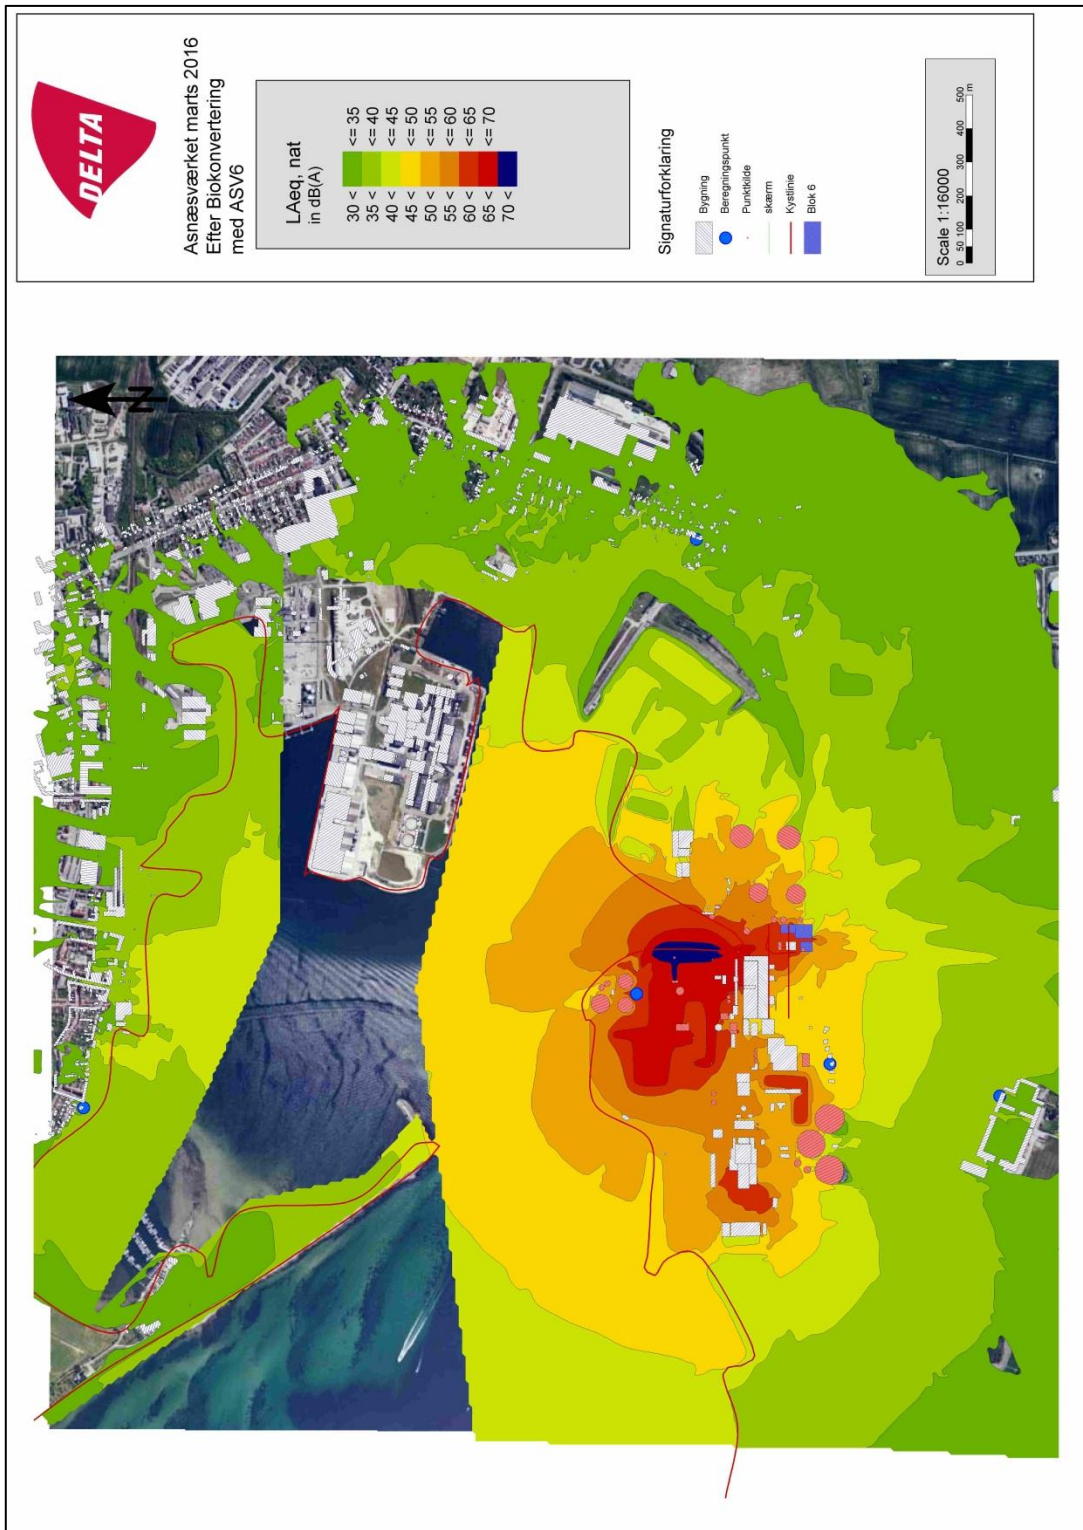 DELTA
Asnæsværket marts 2016
Efter Biokonvertering
med ASV6
LAeq, nat
in dB(A)
30 < <= 35
35 < <= 40
40 < <= 45
45 < <= 50
50 < <= 55
55 < <= 60
60 < <= 65
65 < <= 70
70 <
Signaturforklaring
Bygning
Beregningspunkt
Punktkilde
skærm
Kystlinie
Blok 6
Scale 1:16000
0 50 100 200 300 400 500
m
N